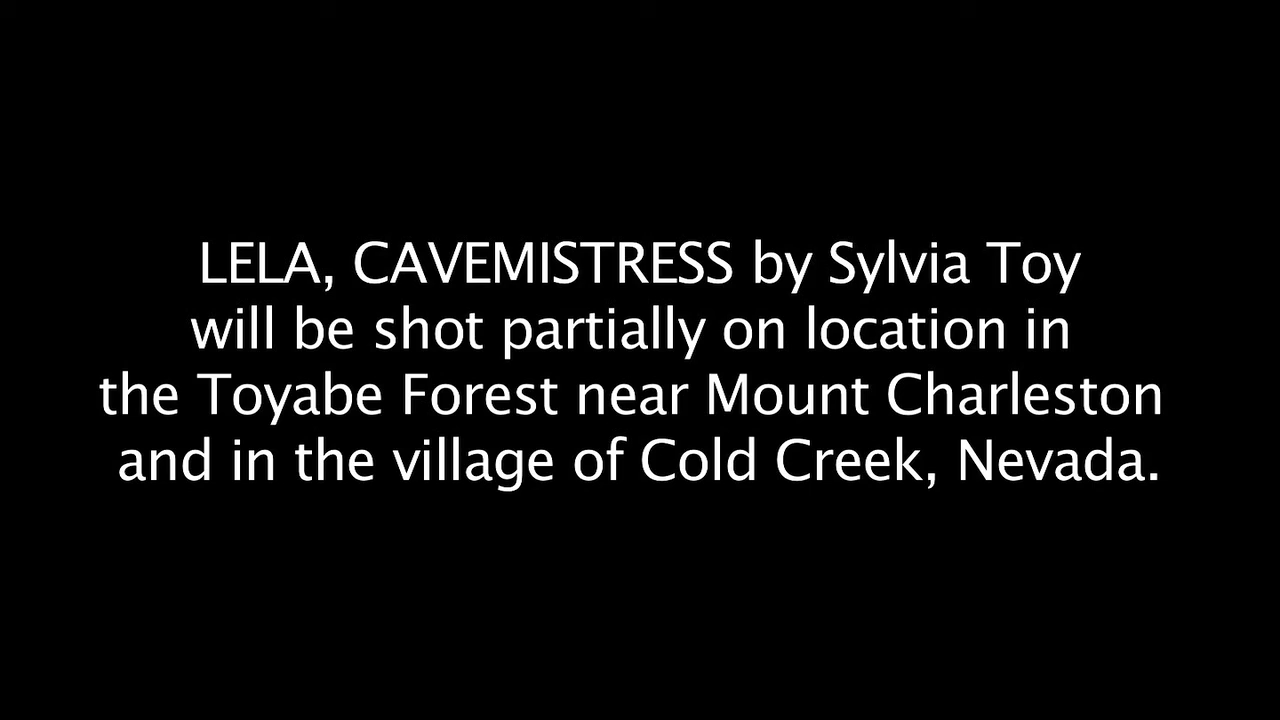 LELA, CAVEMISTRESS by Sylvia Toy
will be shot partially on location in
the Toyabe Forest near Mount Charleston
and in the village of Cold Creek, Nevada.